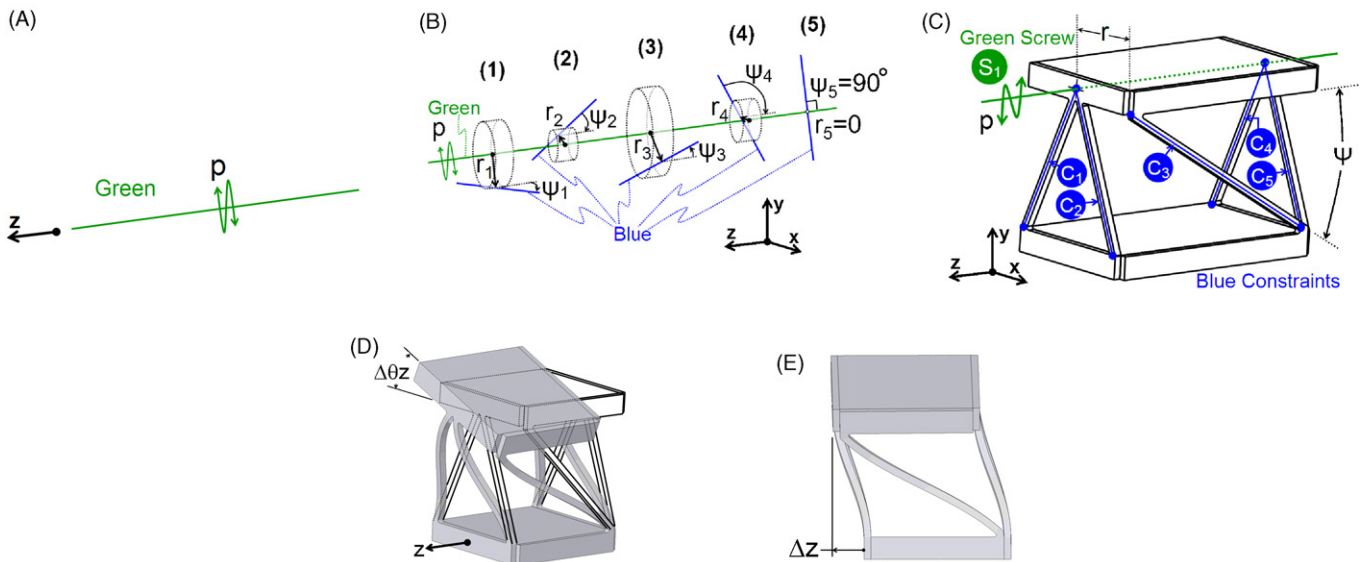 (A)
p
Green
z
(B)
(1)
(2)
(3)
(4)
(5)
Green
p
r1
ψ1
r2
ψ2
r3
ψ3
r4
ψ4
ψ5=90°
r5=0
Blue
y
z
x
(C)
r
Green Screw
S1
p
C1
C2
C3
C4
C5
ψ
y
z
x
Blue Constraints
(D)
Δθz
z
(E)
Δz